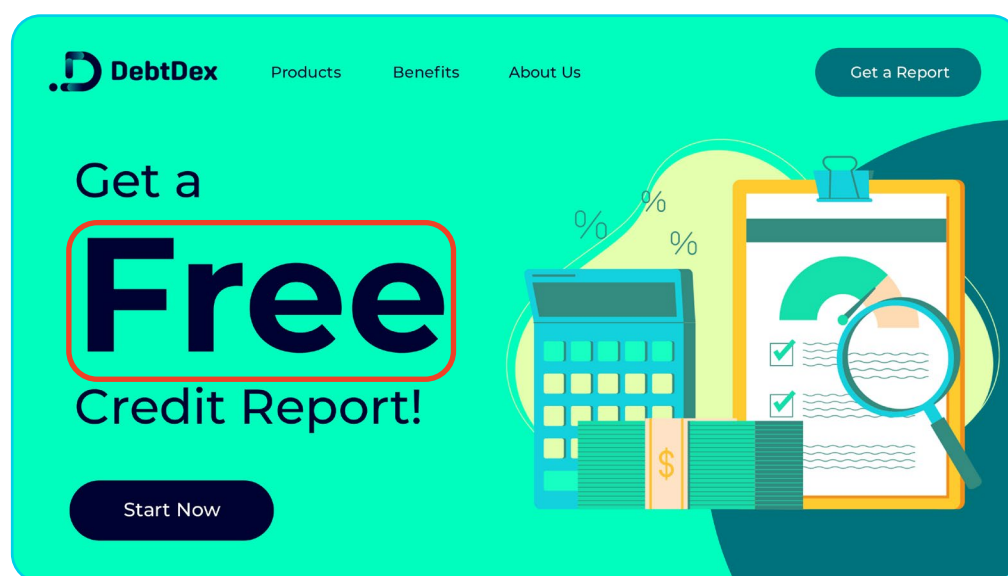 DebtDex
Products
Benefits
About Us
Get a Report
Get a
Free
Credit Report!
Start Now
%
%
%
$